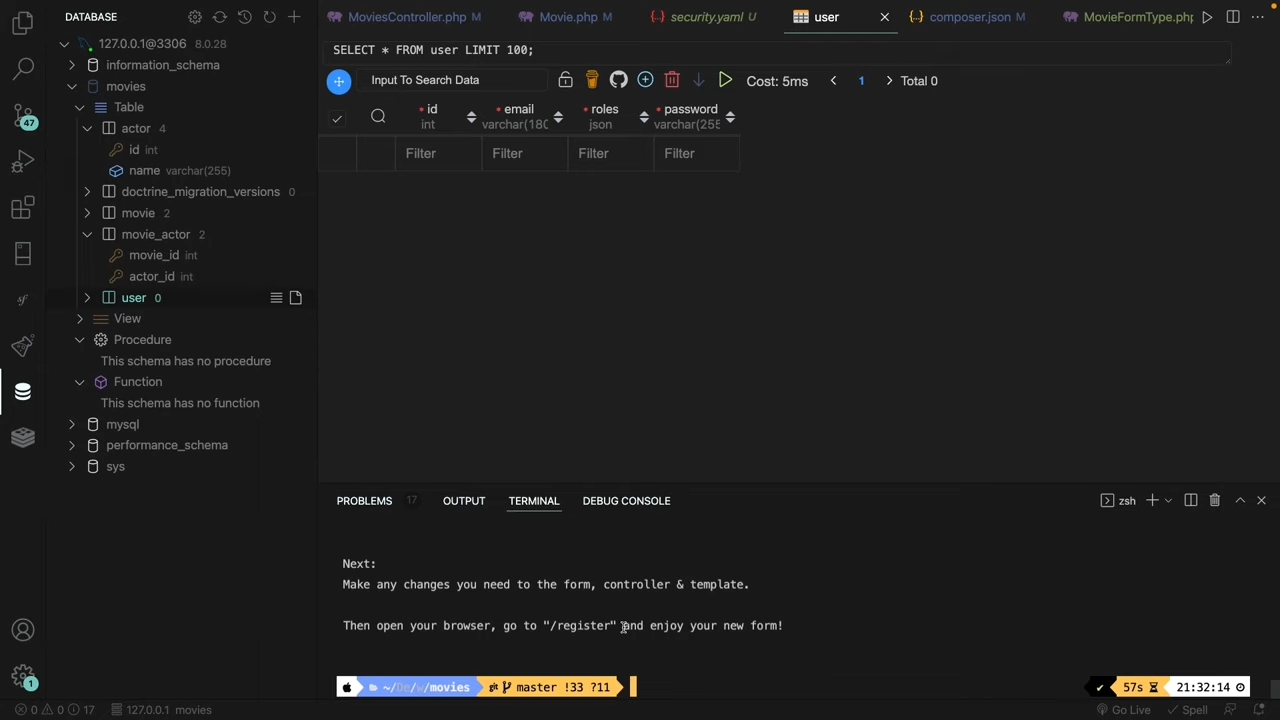 DATABASE
127.0.0.1@3306 8.0.28
information_schema
movies
Table
actor 4
id int
name varchar(255)
doctrine_migration_versions 0
movie 2
movie_actor 2
movie_id int
actor_id int
user 0
View
Procedure
This schema has no procedure
Function
This schema has no function
mysql
performance_schema
sys
47
sf
1
MoviesController.php M
Movie.php M
security.yaml U
user
composer.json M
MovieFormType.php
SELECT * FROM user LIMIT 100;
Input To Search Data
Cost: 5ms
1
Total 0
* id
int
* email
varchar(180
* roles
json
* password
varchar(255
Filter Filter Filter Filter
PROBLEMS 17 OUTPUT TERMINAL DEBUG CONSOLE
zsh
Next:
Make any changes you need to the form, controller & template.
Then open your browser, go to "/register" and enjoy your new form!
~/De/w/movies git master !33 ?11
57s 21:32:14
0 0 17 127.0.0.1 movies
Go Live Spell